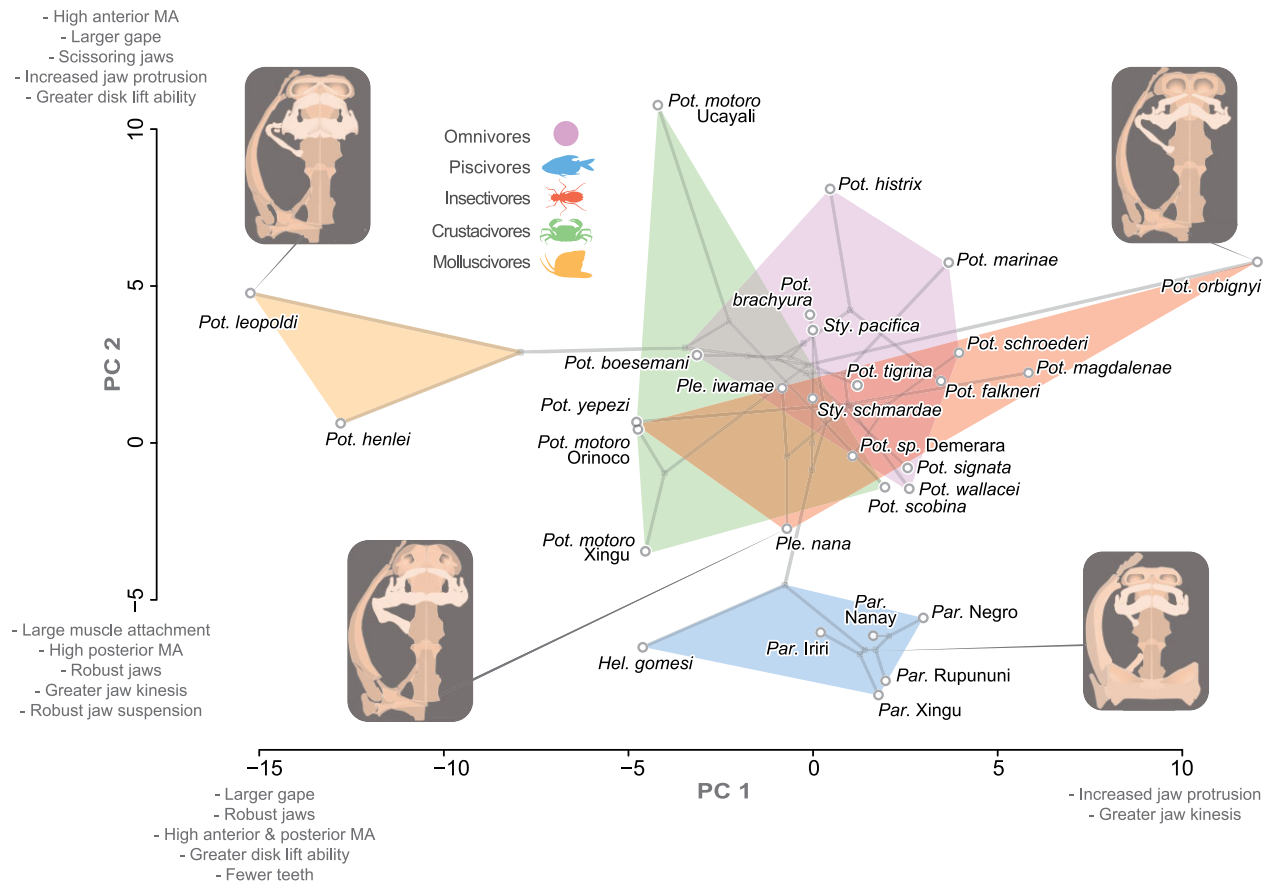 - High anterior MA
- Larger gape
- Scissoring jaws
- Increased jaw protrusion
- Greater disk lift ability
10
5
0
−5
PC 2
- Large muscle attachment
- High posterior MA
- Robust jaws
- Greater jaw kinesis
- Robust jaw suspension
Omnivores
Piscivores
Insectivores
Crustacivores
Molluscivores
Pot. motoro
Ucayali
Pot. histrix
Pot. marinae
Pot. orbignyi
Pot. leopoldi
Pot.
brachyura
Sty. pacifica
Pot. schroederi
Pot. boesemani
Pot. tigrina
Pot. magdalenae
Ple. iwamae
Pot. falkneri
Pot. yepezi
Sty. schmardae
Pot. henlei
Pot. motoro
Orinoco
Pot. sp. Demerara
Pot. signata
Pot. wallacei
Pot. scobina
Pot. motoro
Xingu
Ple. nana
Par.
Nanay
Par. Negro
Par. Iriri
Hel. gomesi
Par. Rupununi
Par. Xingu
−15
−10
−5
0
5
10
PC 1
- Larger gape
- Robust jaws
- High anterior & posterior MA
- Greater disk lift ability
- Fewer teeth
- Increased jaw protrusion
- Greater jaw kinesis